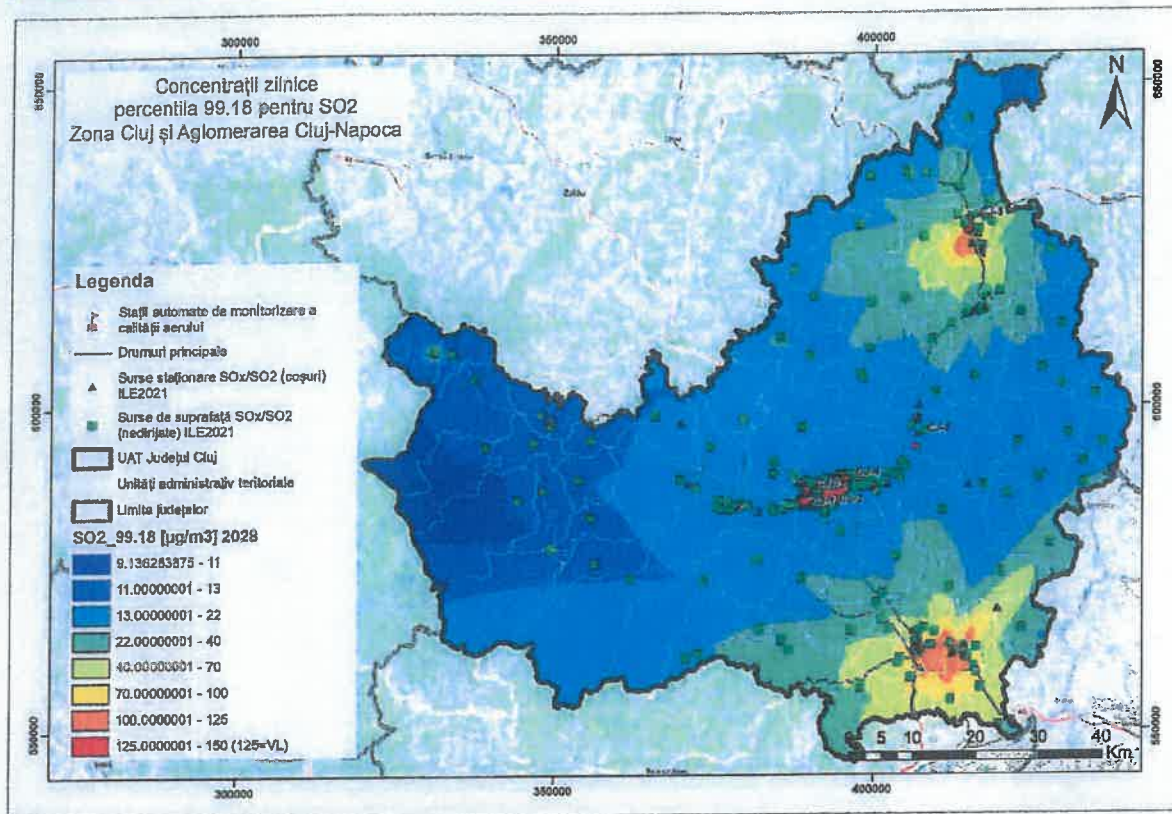 300000
350000
400000
650000
650000
Concentrații zilnice
percentila 99.18 pentru SO2
Zona Cluj și Aglomerarea Cluj-Napoca
N
Zalău
Legenda
Stații automate de monitorizare a
calității aerului
Drumuri principale
Surse staționare SOx/SO2 (coșuri)
ILE2021
Surse de suprafață SOx/SO2
(nedirijate) ILE2021
UAT Județul Cluj
Unități administrativ teritoriale
Limita județelor
SO2_99.18 [µg/m3] 2028
9.136283875 - 11
11.00000001 - 13
13.00000001 - 22
22.00000001 - 40
40.00000001 - 70
70.00000001 - 100
100.0000001 - 125
125.0000001 - 150 (125=VL)
600000
600000
550000
550000
5 10 20 30 40
Km
300000
350000
400000